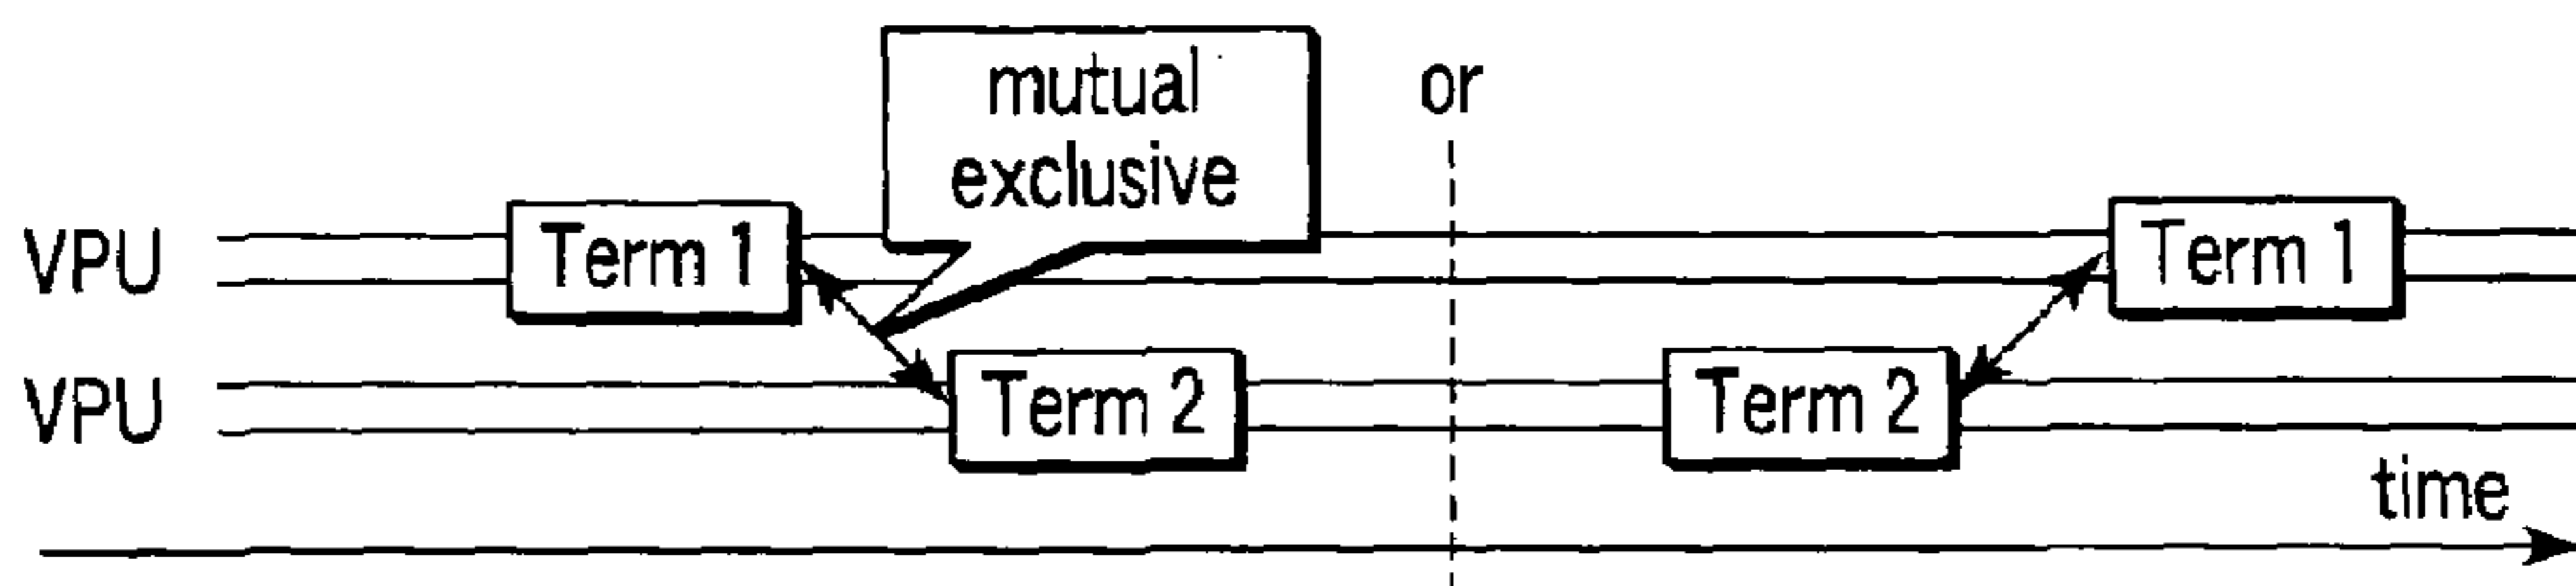 mutual
exclusive
or
VPU
Term 1
Term 1
VPU
Term 2
Term 2
time